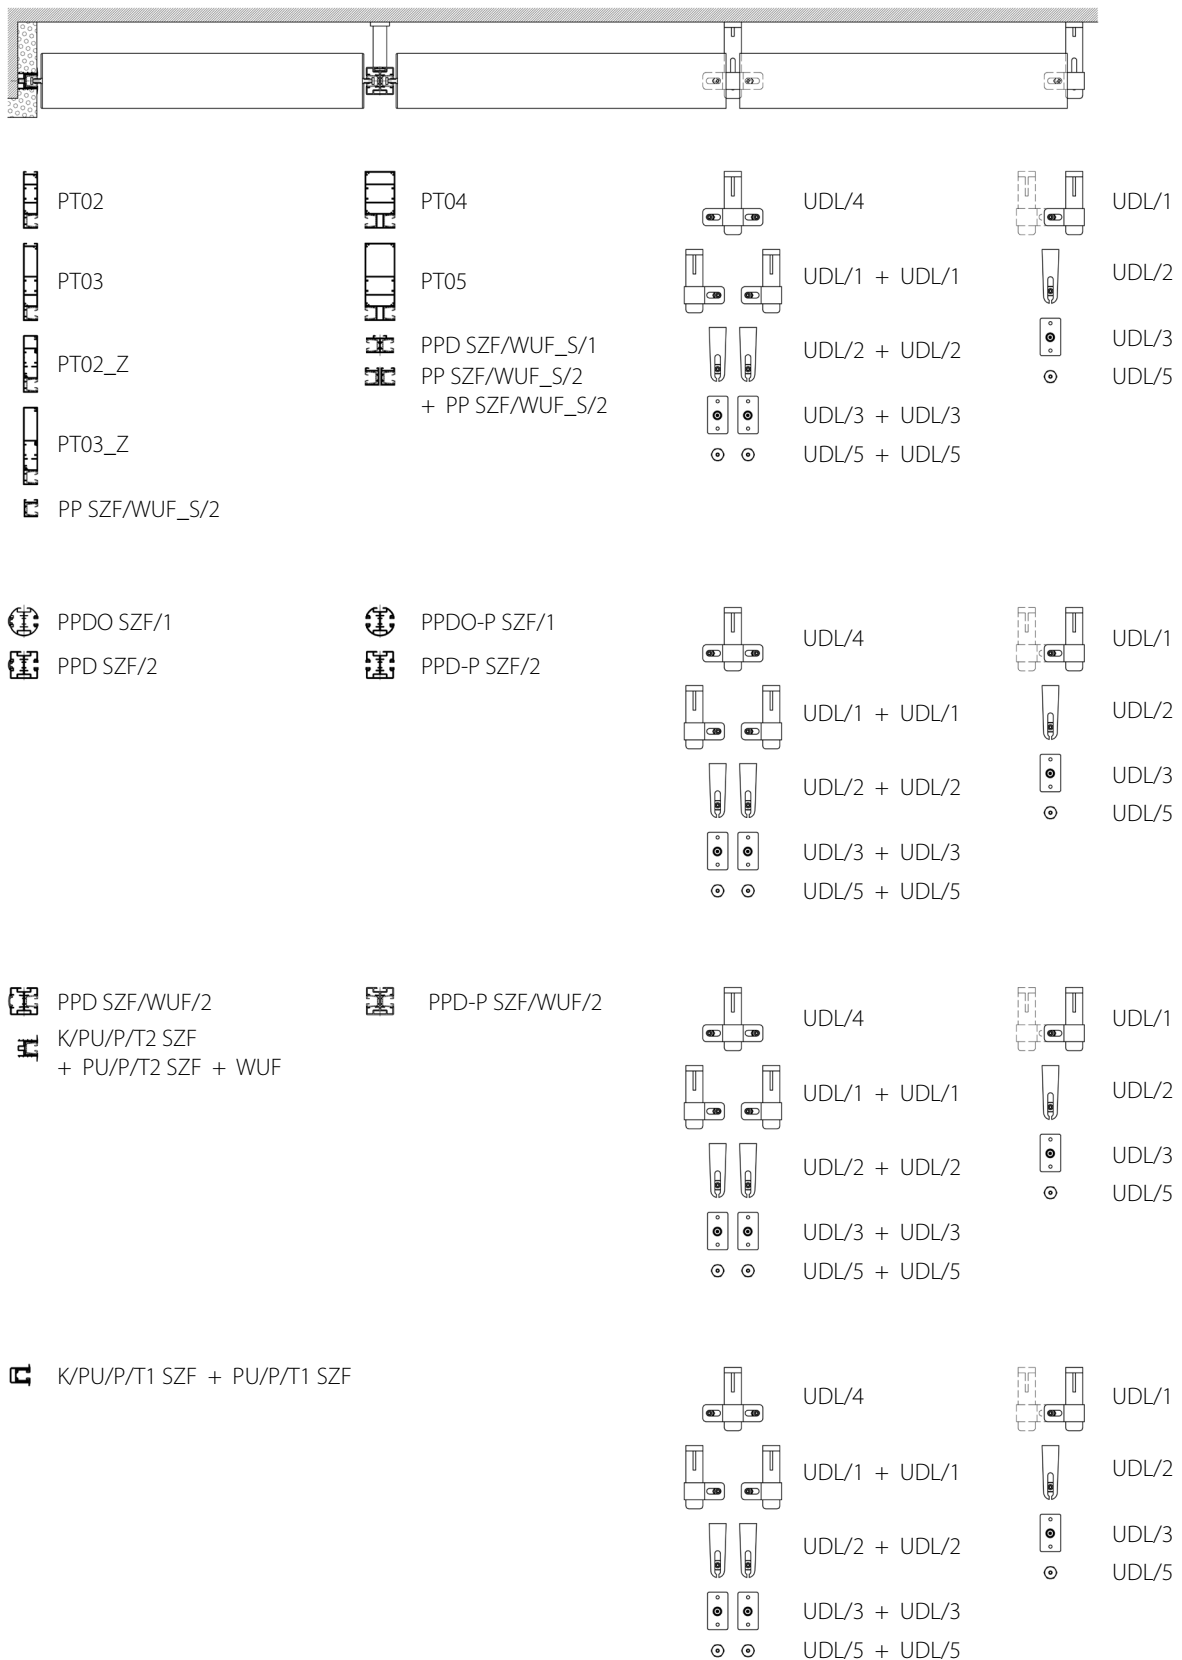 PT02
PT03
PT02_Z
PT03_Z
PP SZF/WUF_S/2
PT04
PT05
PPD SZF/WUF_S/1
PP SZF/WUF_S/2
+ PP SZF/WUF_S/2
UDL/4
UDL/1 + UDL/1
UDL/2 + UDL/2
UDL/3 + UDL/3
UDL/5 + UDL/5
UDL/1
UDL/2
UDL/3
UDL/5
PPDO SZF/1
PPD SZF/2
PPDO-P SZF/1
PPD-P SZF/2
UDL/4
UDL/1 + UDL/1
UDL/2 + UDL/2
UDL/3 + UDL/3
UDL/5 + UDL/5
UDL/1
UDL/2
UDL/3
UDL/5
PPD SZF/WUF/2
K/PU/P/T2 SZF
+ PU/P/T2 SZF + WUF
PPD-P SZF/WUF/2
UDL/4
UDL/1 + UDL/1
UDL/2 + UDL/2
UDL/3 + UDL/3
UDL/5 + UDL/5
UDL/1
UDL/2
UDL/3
UDL/5
K/PU/P/T1 SZF + PU/P/T1 SZF
UDL/4
UDL/1 + UDL/1
UDL/2 + UDL/2
UDL/3 + UDL/3
UDL/5 + UDL/5
UDL/1
UDL/2
UDL/3
UDL/5